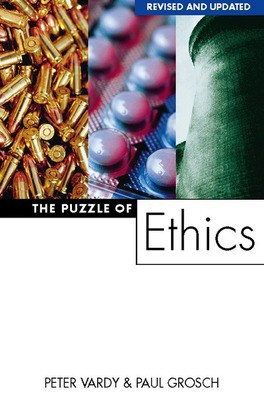 REVISED AND UPDATED
THE PUZZLE OF
Ethics
PETER VARDY & PAUL GROSCH